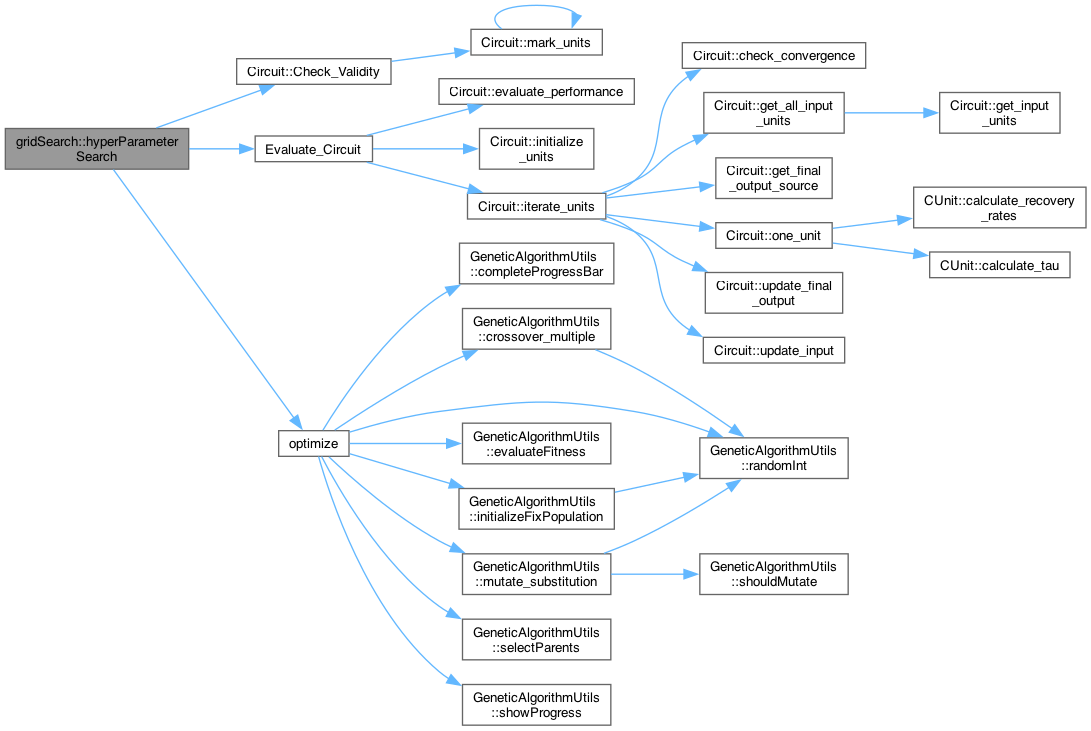 gridSearch::hyperParameter
Search
Circuit::Check_Validity
Circuit::mark_units
Evaluate_Circuit
Circuit::evaluate_performance
Circuit::initialize
_units
Circuit::iterate_units
Circuit::check_convergence
Circuit::get_all_input
_units
Circuit::get_input
_units
Circuit::get_final
_output_source
Circuit::one_unit
CUnit::calculate_recovery
_rates
CUnit::calculate_tau
Circuit::update_final
_output
Circuit::update_input
optimize
GeneticAlgorithmUtils
::completeProgressBar
GeneticAlgorithmUtils
::crossover_multiple
GeneticAlgorithmUtils
::evaluateFitness
GeneticAlgorithmUtils
::initializeFixPopulation
GeneticAlgorithmUtils
::mutate_substitution
GeneticAlgorithmUtils
::selectParents
GeneticAlgorithmUtils
::showProgress
GeneticAlgorithmUtils
::randomInt
GeneticAlgorithmUtils
::shouldMutate